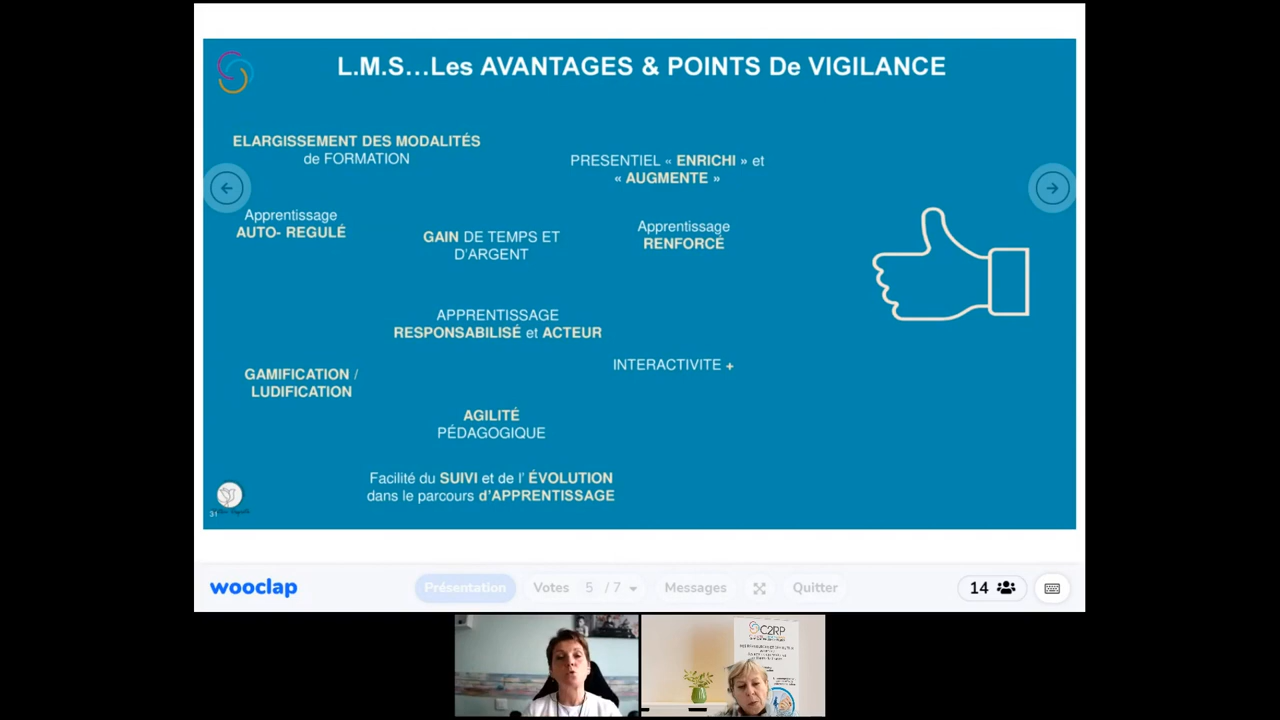 L.M.S...Les AVANTAGES & POINTS De VIGILANCE
ELARGISSEMENT DES MODALITÉS
de FORMATION
PRESENTIEL « ENRICHI » et
« AUGMENTE »
Apprentissage
AUTO- REGULÉ
GAIN DE TEMPS ET
D'ARGENT
Apprentissage
RENFORCÉ
APPRENTISSAGE
RESPONSABILISÉ et ACTEUR
INTERACTIVITE +
GAMIFICATION /
LUDIFICATION
AGILITÉ
PÉDAGOGIQUE
Facilité du SUIVI et de l' ÉVOLUTION
dans le parcours d'APPRENTISSAGE
31
wooclap
Présentation
Votes 5 / 7
Messages
Quitter
14
C2RP